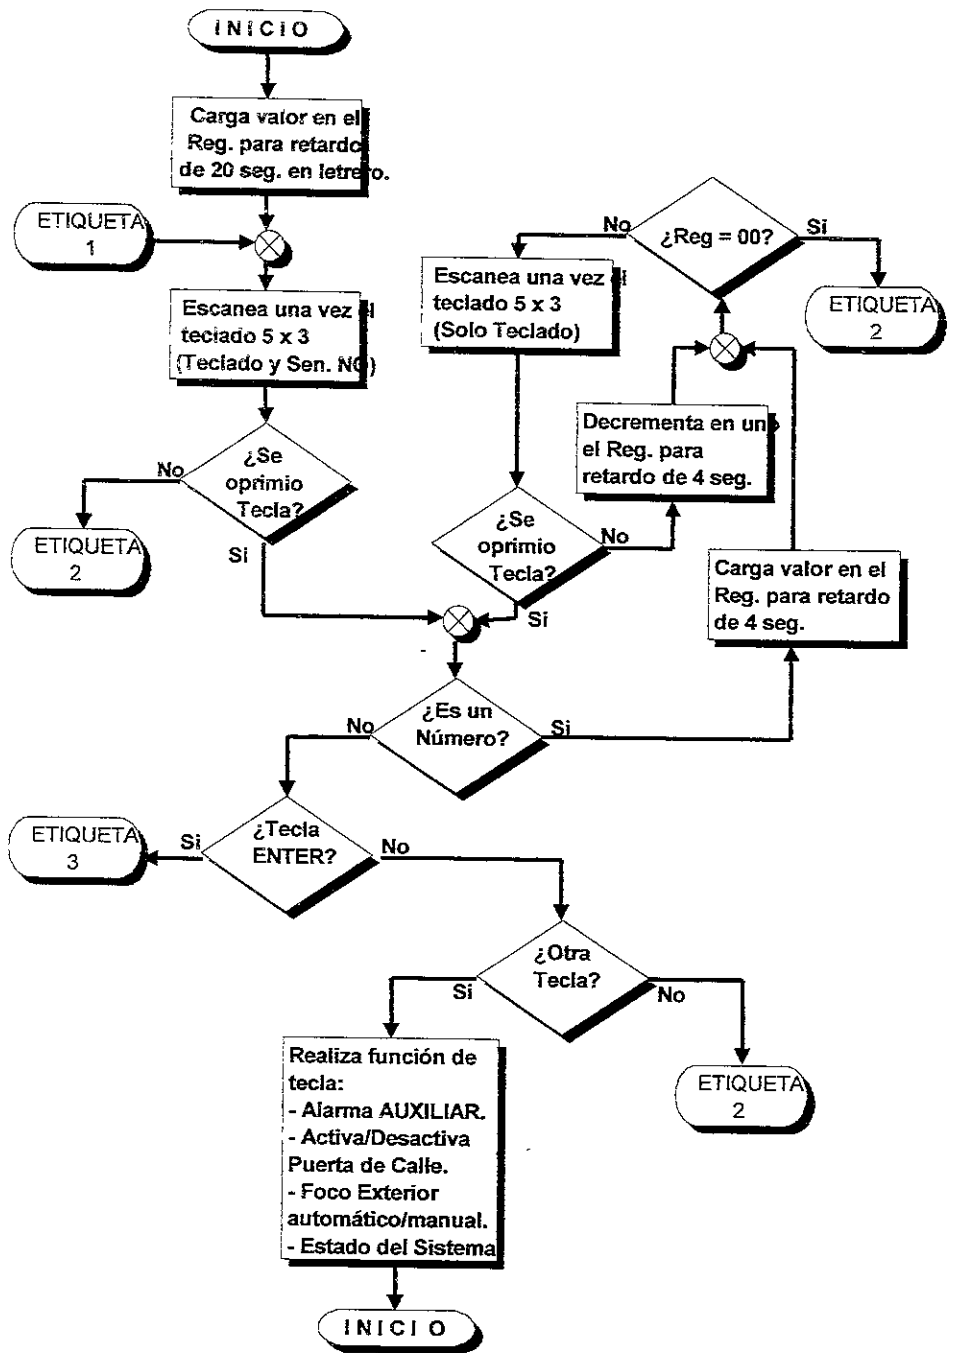 INICIO
Carga valor en el
Reg. para retardo
de 20 seg. en letrero.
ETIQUETA
1
Escanea una vez el
teclado 5 x 3
(Teclado y Sen. NO)
¿Se
oprimio
Tecla?
No
Si
ETIQUETA
2
¿Reg = 00?
No
Si
ETIQUETA
2
Escanea una vez el
teclado 5 x 3
(Solo Teclado)
Decrementa en uno
el Reg. para
retardo de 4 seg.
¿Se
oprimio
Tecla?
No
Si
Carga valor en el
Reg. para retardo
de 4 seg.
¿Es un
Número?
No
Si
¿Tecla
ENTER?
Si
No
ETIQUETA
3
¿Otra
Tecla?
Si
No
ETIQUETA
2
Realiza función de
tecla:
- Alarma AUXILIAR.
- Activa/Desactiva
Puerta de Calle.
- Foco Exterior
automático/manual.
- Estado del Sistema
INICIO